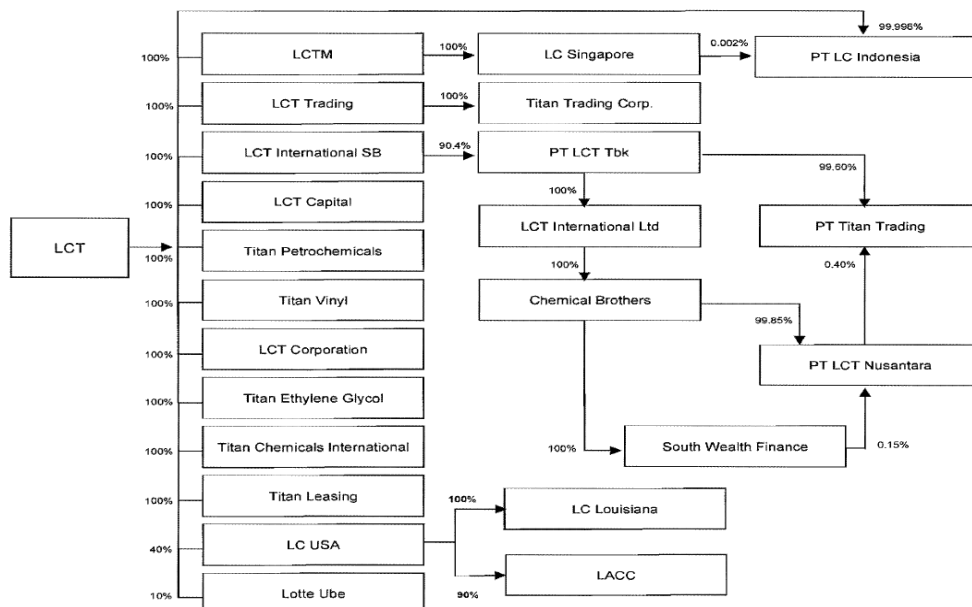 99.998%
100% LCTM 100% LC Singapore 0.002% PT LC Indonesia
100% LCT Trading 100% Titan Trading Corp.
100% LCT International SB 90.4% PT LCT Tbk
99.60%
100% LCT Capital 100% LCT International Ltd PT Titan Trading
LCT
100% Titan Petrochemicals 100% 0.40%
100% Titan Vinyl Chemical Brothers
99.85%
100% LCT Corporation PT LCT Nusantara
100% Titan Ethylene Glycol
100% Titan Chemicals International 100% South Wealth Finance 0.15%
100% Titan Leasing 100% LC Louisiana
40% LC USA
LACC
10% Lotte Ube 90%